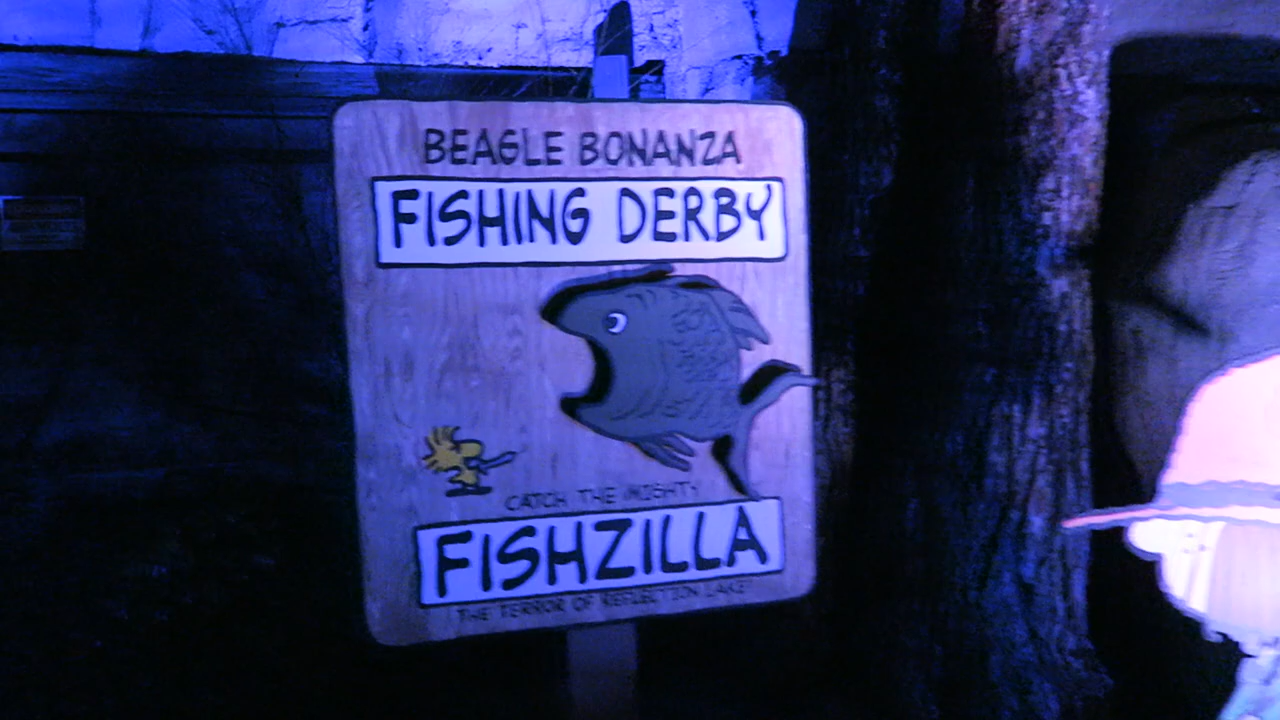 BEAGLE BONANZA
FISHING DERBY
CATCH THE MIGHTY
FISHZILLA
THE TERROR OF REFLECTION LAKE!